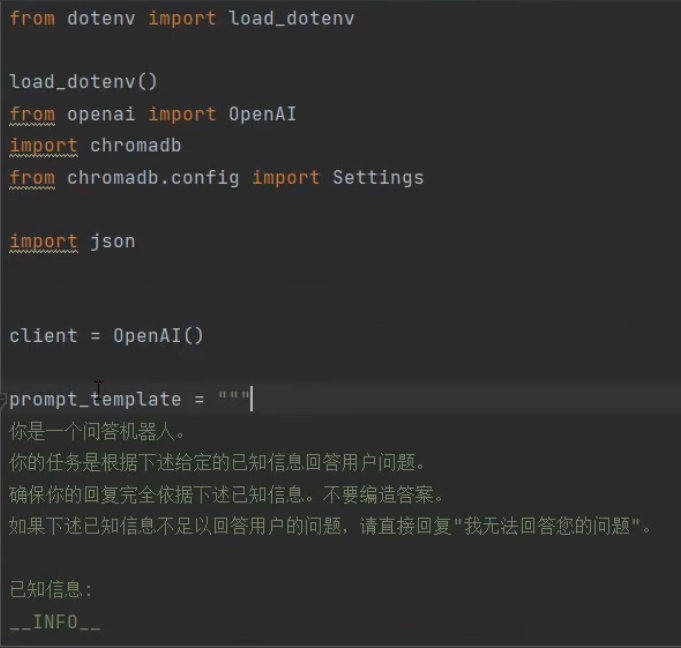 from dotenv import load_dotenv
load_dotenv()
from openai import OpenAI
import chromadb
from chromadb.config import Settings
import json
client = OpenAI()
prompt_template = """
你是一个问答机器人。
你的任务是根据下述给定的已知信息回答用户问题。
确保你的回复完全依据下述已知信息。不要编造答案。
如果下述已知信息不足以回答用户的问题，请直接回复"我无法回答您的问题"。
已知信息:
__INFO__